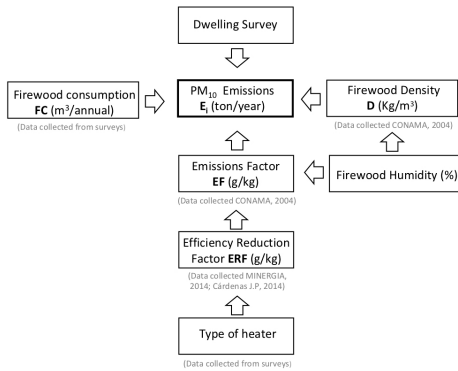 Dwelling Survey
Firewood consumption
FC (m³/annual)
(Data collected from surveys)
PM₁₀ Emissions
Eᵢ (ton/year)
Firewood Density
D (Kg/m³)
(Data collected CONAMA, 2004)
Emissions Factor
EF (g/kg)
(Data collected CONAMA, 2004)
Firewood Humidity (%)
Efficiency Reduction
Factor ERF (g/kg)
(Data collected MINERGIA,
2014; Cárdenas J.P, 2014)
Type of heater
(Data collected from surveys)